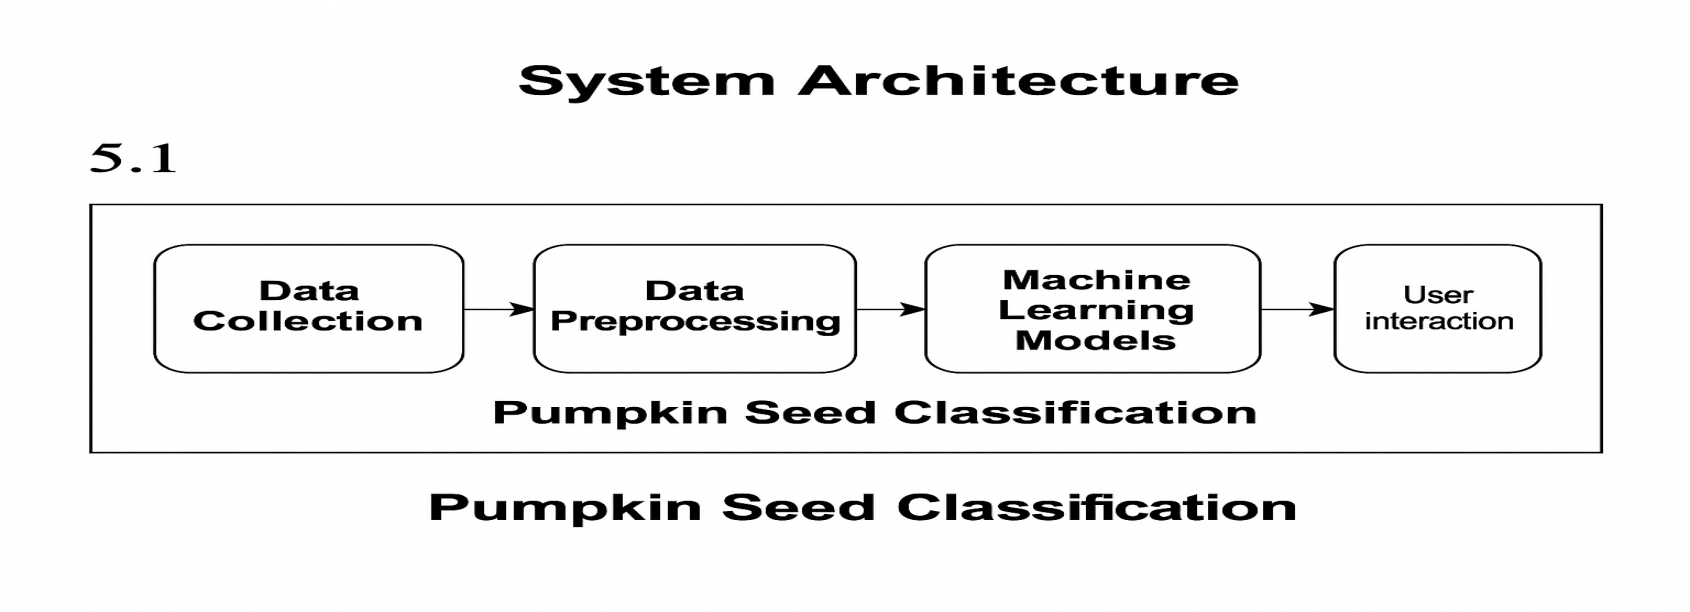 System Architecture
5.1
Data
Collection
Data
Preprocessing
Machine
Learning
Models
User
interaction
Pumpkin Seed Classification
Pumpkin Seed Classification